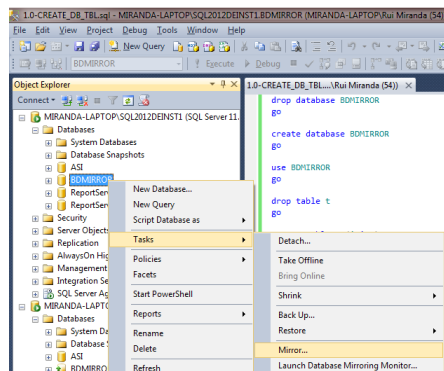 1.0-CREATE_DB_TBL.sql - MIRANDA-LAPTOP\SQL2012DEINST1.BDMIRROR (MIRANDA-LAPTOP\Rui Miranda (54
File Edit View Project Debug Tools Window Help
New Query
BDMIRROR
Execute
Debug
Object Explorer
1.0-CREATE_DB_TBL....\Rui Miranda (54))
Connect
MIRANDA-LAPTOP\SQL2012DEINST1 (SQL Server 11.
Databases
System Databases
Database Snapshots
ASI
BDMIRROR
ReportSer
ReportSer
Security
Server Objects
Replication
AlwaysOn Hig
Management
Integration Se
SQL Server Ag
MIRANDA-LAPTO
Databases
System Da
Database S
ASI
BDMIRRO
drop database BDMIRROR
go
create database BDMIRROR
go
use BDMIRROR
go
drop table t
go
New Database...
New Query
Script Database as
Tasks
Policies
Facets
Start PowerShell
Reports
Rename
Delete
Refresh
Detach...
Take Offline
Bring Online
Shrink
Back Up...
Restore
Mirror...
Launch Database Mirroring Monitor...